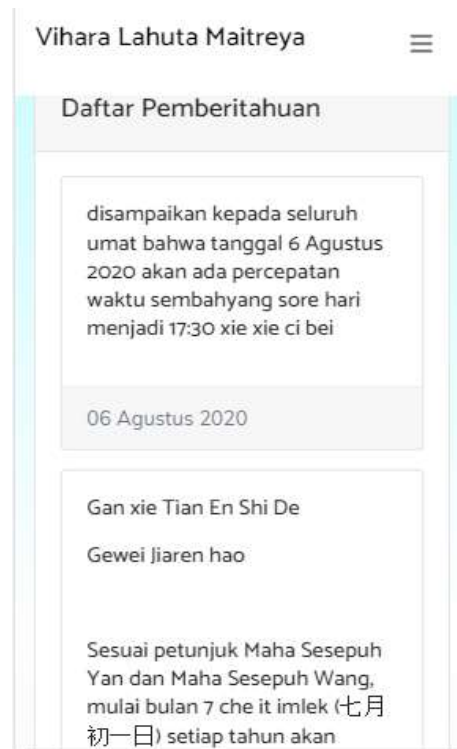 Vihara Lahuta Maitreya
Daftar Pemberitahuan
disampaikan kepada seluruh
umat bahwa tanggal 6 Agustus
2020 akan ada percepatan
waktu sembahyang sore hari
menjadi 17:30 xie xie ci bei
06 Agustus 2020
Gan xie Tian En Shi De
Gewei Jiaren hao
Sesuai petunjuk Maha Sesepuh
Yan dan Maha Sesepuh Wang,
mulai bulan 7 che it imlek (七月
初一日) setiap tahun akan